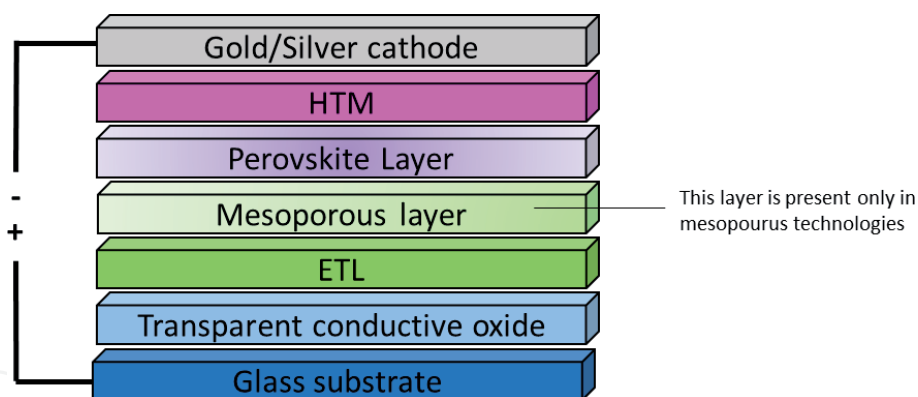 Gold/Silver cathode
HTM
Perovskite Layer
Mesoporous layer
This layer is present only in
mesopourus technologies
-
+
ETL
Transparent conductive oxide
Glass substrate